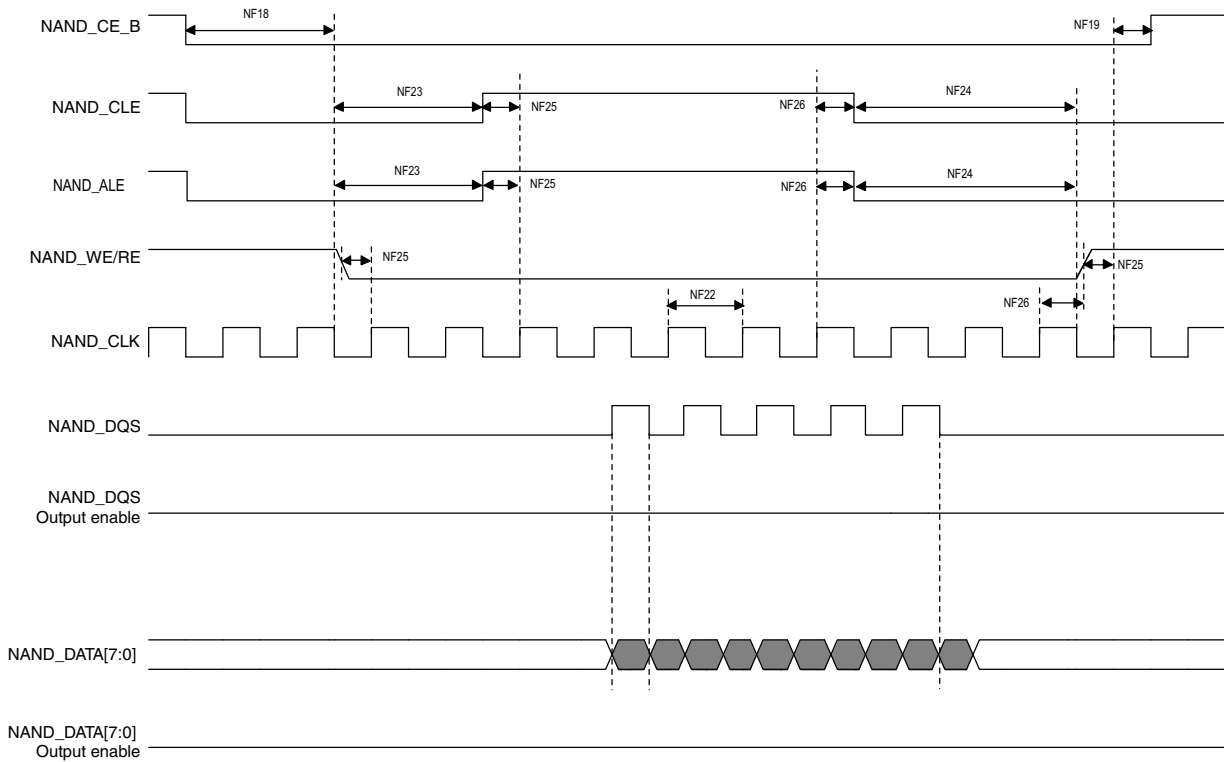 NF18
NAND_CE_B
NF19
NF23
NF24
NAND_CLE
NF25
NF26
NF23
NF24
NAND_ALE
NF25
NF26
NAND_WE/RE
NF25
NF25
NF22
NF26
NAND_CLK
NAND_DQS
NAND_DQS
Output enable
NAND_DATA[7:0]
NAND_DATA[7:0]
Output enable